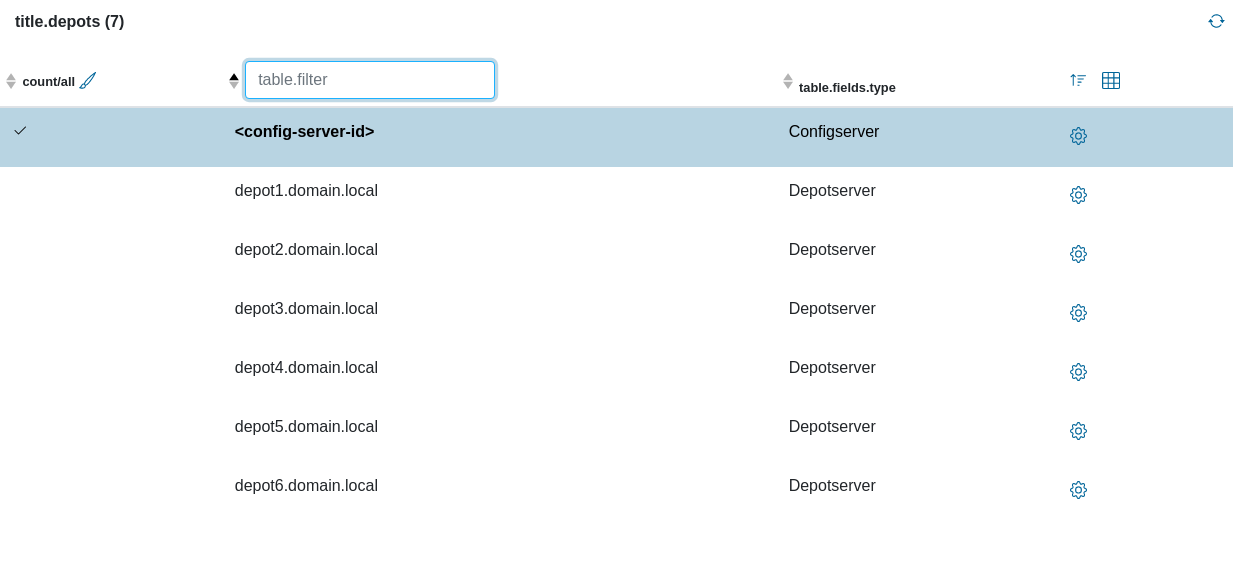 title.depots (7)
count/all table.filter table.fields.type
<config-server-id> Configserver
depot1.domain.local Depotserver
depot2.domain.local Depotserver
depot3.domain.local Depotserver
depot4.domain.local Depotserver
depot5.domain.local Depotserver
depot6.domain.local Depotserver